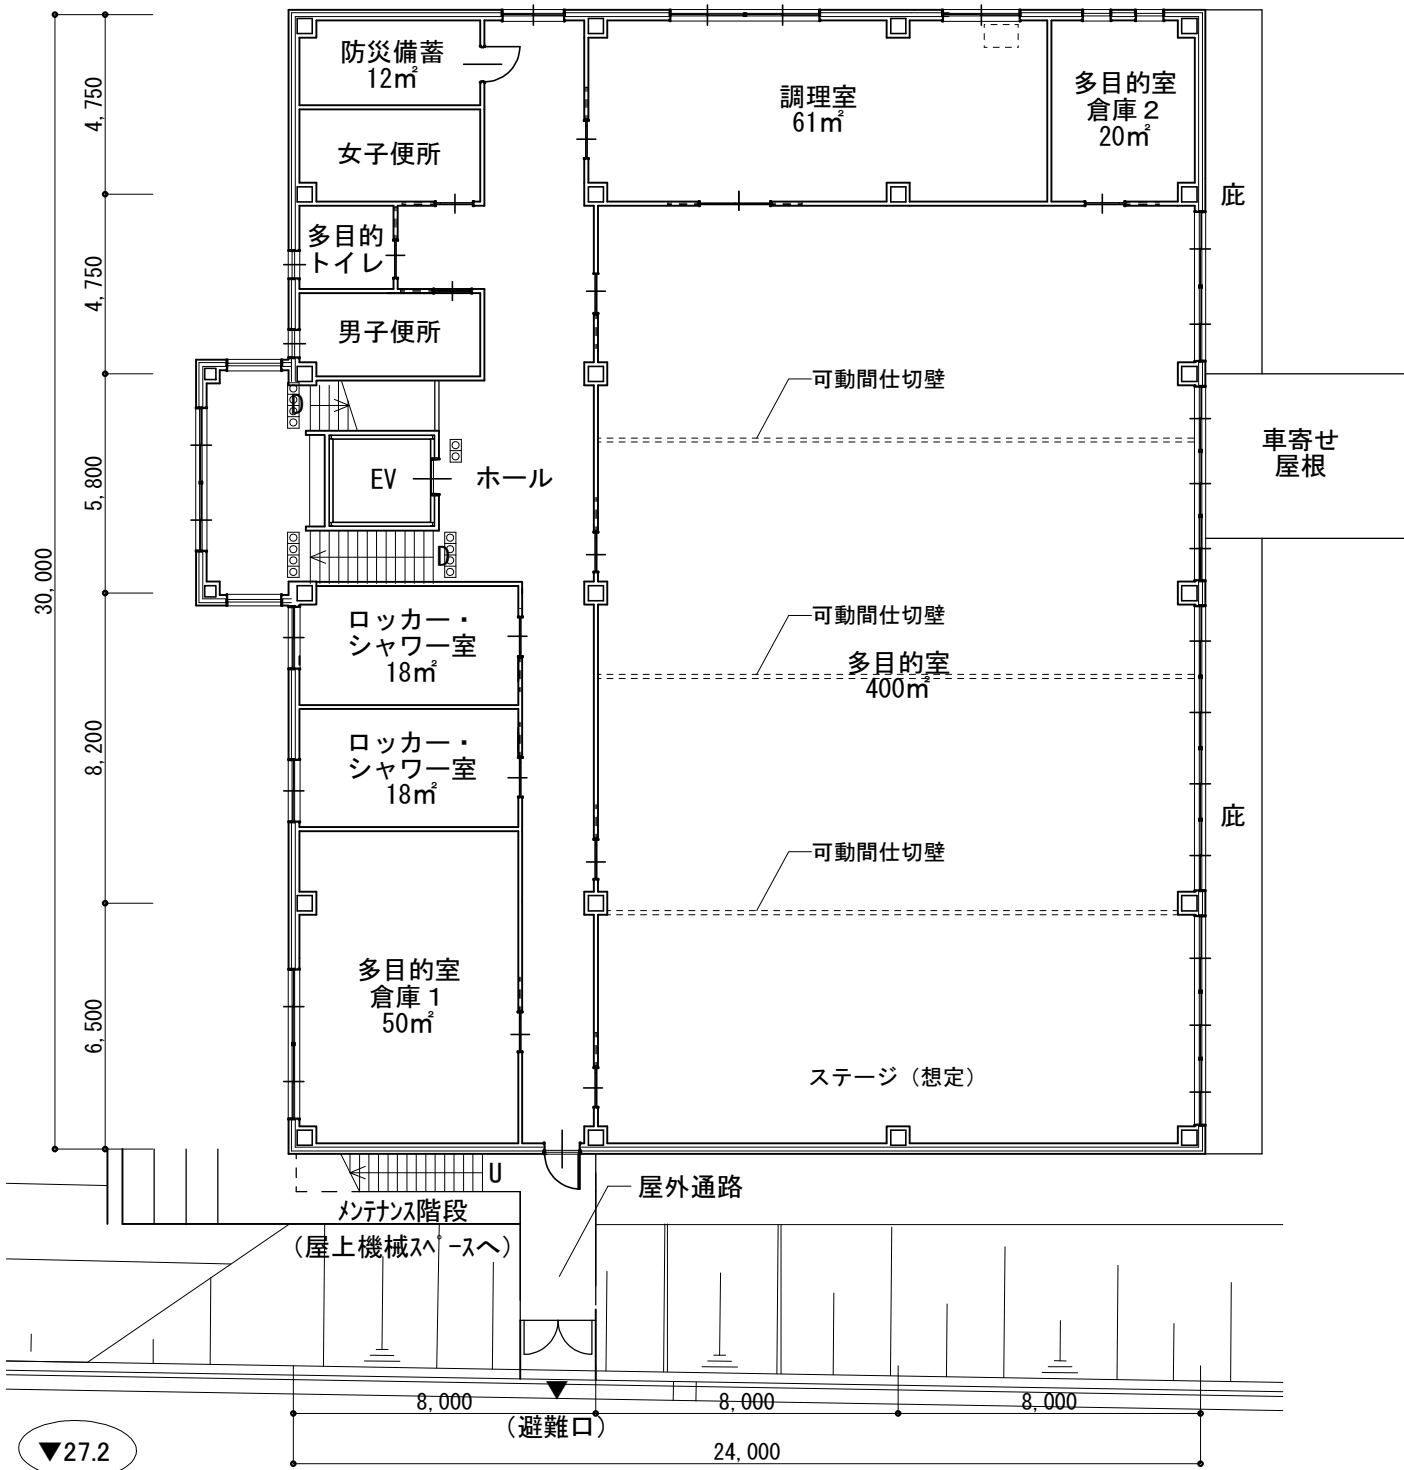 防災備蓄
12㎡
調理室
61㎡
多目的室
倉庫２
20㎡
女子便所
庇
多目的
トイレ
男子便所
可動間仕切壁
D
車寄せ
屋根
EV
ホール
D
ロッカー・
シャワー室
18㎡
可動間仕切壁
多目的室
400㎡
ロッカー・
シャワー室
18㎡
庇
可動間仕切壁
多目的室
倉庫１
50㎡
ステージ（想定）
U
屋外通路
ﾒﾝﾃﾅﾝｽ階段
（屋上機械ｽﾍﾟｰｽへ）
4,750
4,750
5,800
8,200
6,500
30,000
8,000
8,000
8,000
（避難口）
24,000
▼27.2